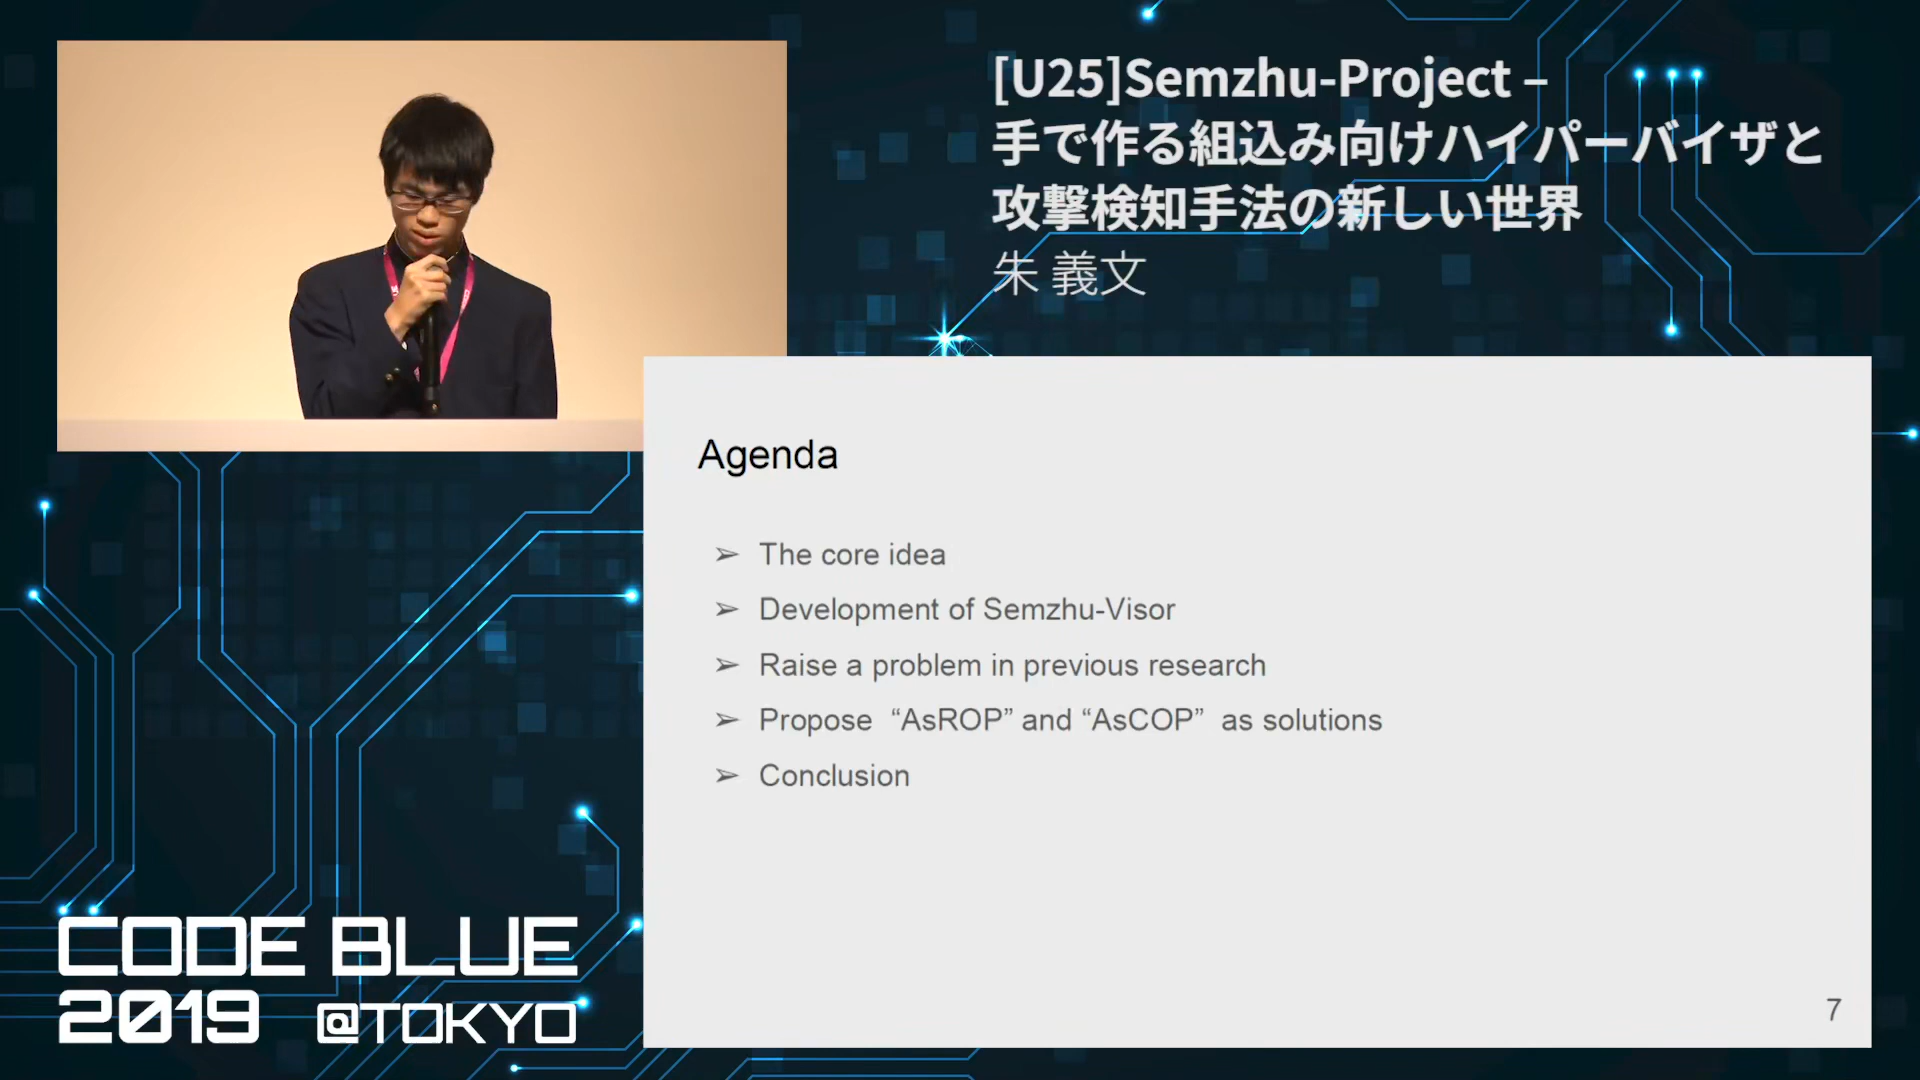 [U25]Semzhu-Project –
手で作る組込み向けハイパーバイザと
攻撃検知手法の新しい世界
朱 義文
Agenda
➢ The core idea
➢ Development of Semzhu-Visor
➢ Raise a problem in previous research
➢ Propose “AsROP” and “AsCOP” as solutions
➢ Conclusion
7
CODE BLUE
2019 @TOKYO